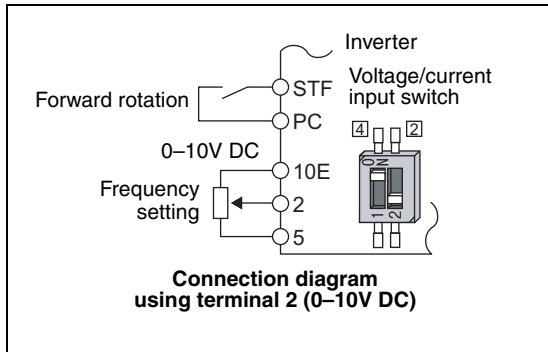 Inverter
Voltage/current
input switch
STF
Forward rotation
PC
4 2
0–10V DC
10E
ON
Frequency
setting
2
1 2
5
Connection diagram
using terminal 2 (0–10V DC)